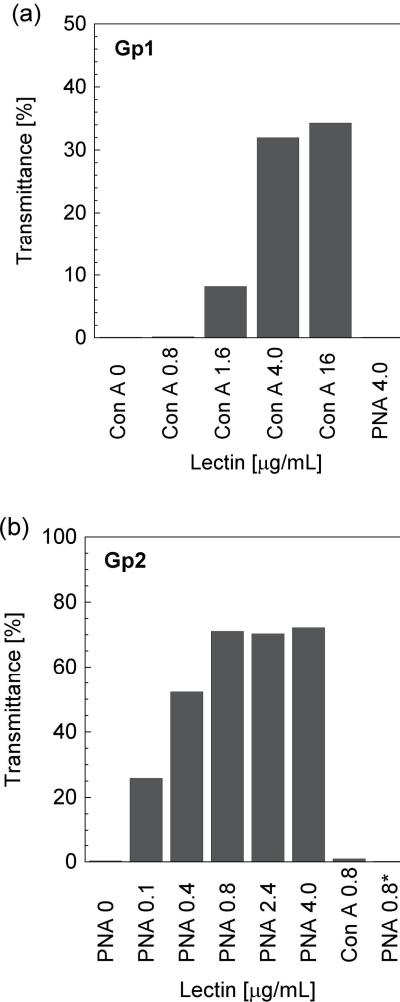 (a)
Gp1
Transmittance [%]
50
40
30
20
10
0
Con A 0
Con A 0.8
Con A 1.6
Con A 4.0
Con A 16
PNA 4.0
Lectin [μg/mL]
(b)
Gp2
Transmittance [%]
100
80
60
40
20
0
PNA 0
PNA 0.1
PNA 0.4
PNA 0.8
PNA 2.4
PNA 4.0
Con A 0.8
PNA 0.8*
Lectin [μg/mL]